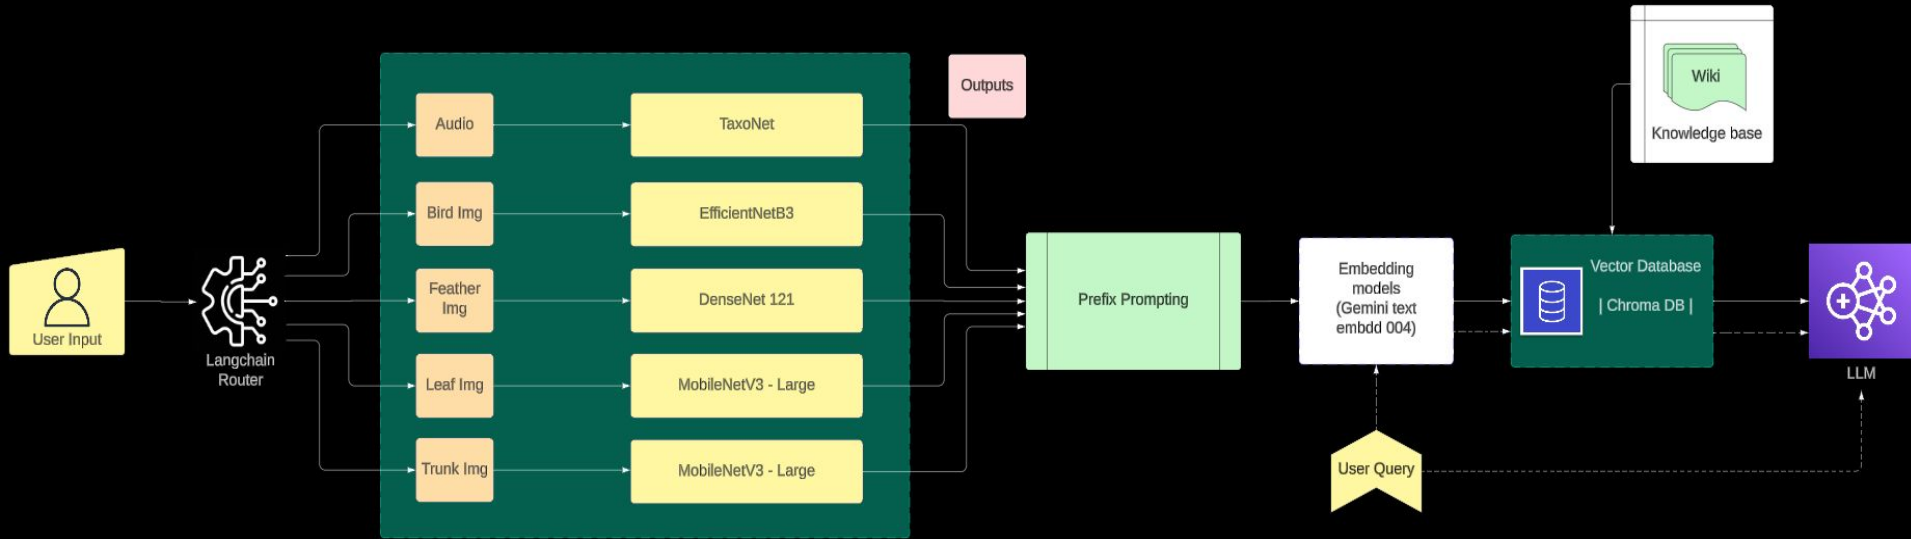 User Input
Langchain
Router
Audio
TaxoNet
Bird Img
EfficientNetB3
Feather
Img
DenseNet 121
Leaf Img
MobileNetV3 - Large
Trunk Img
MobileNetV3 - Large
Outputs
Prefix Prompting
Embedding
models
(Gemini text
embdd 004)
User Query
Wiki
Knowledge base
Vector Database
| Chroma DB |
LLM